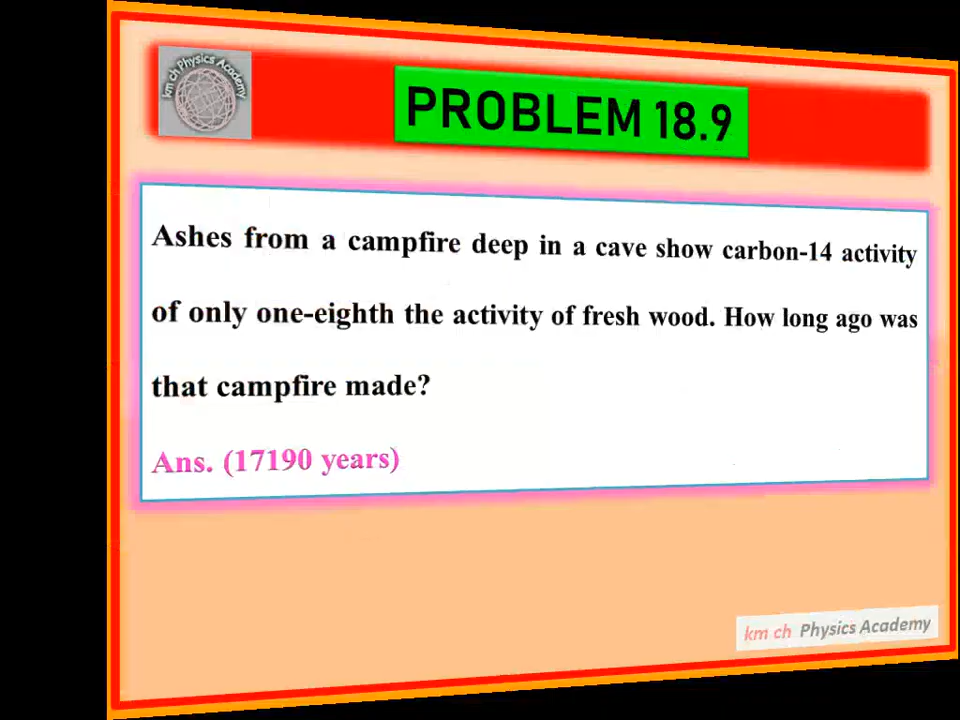 km ch Physics Academy
PROBLEM 18.9
Ashes from a campfire deep in a cave show carbon-14 activity
of only one-eighth the activity of fresh wood. How long ago was
that campfire made?
Ans. (17190 years)
km ch Physics Academy